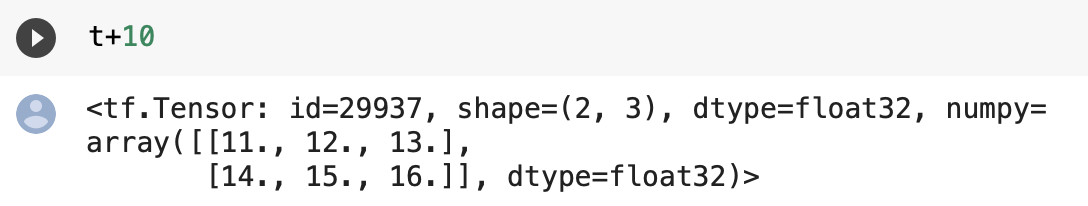 t+10
<tf.Tensor: id=29937, shape=(2, 3), dtype=float32, numpy=
array([[11., 12., 13.],
       [14., 15., 16.]], dtype=float32)>